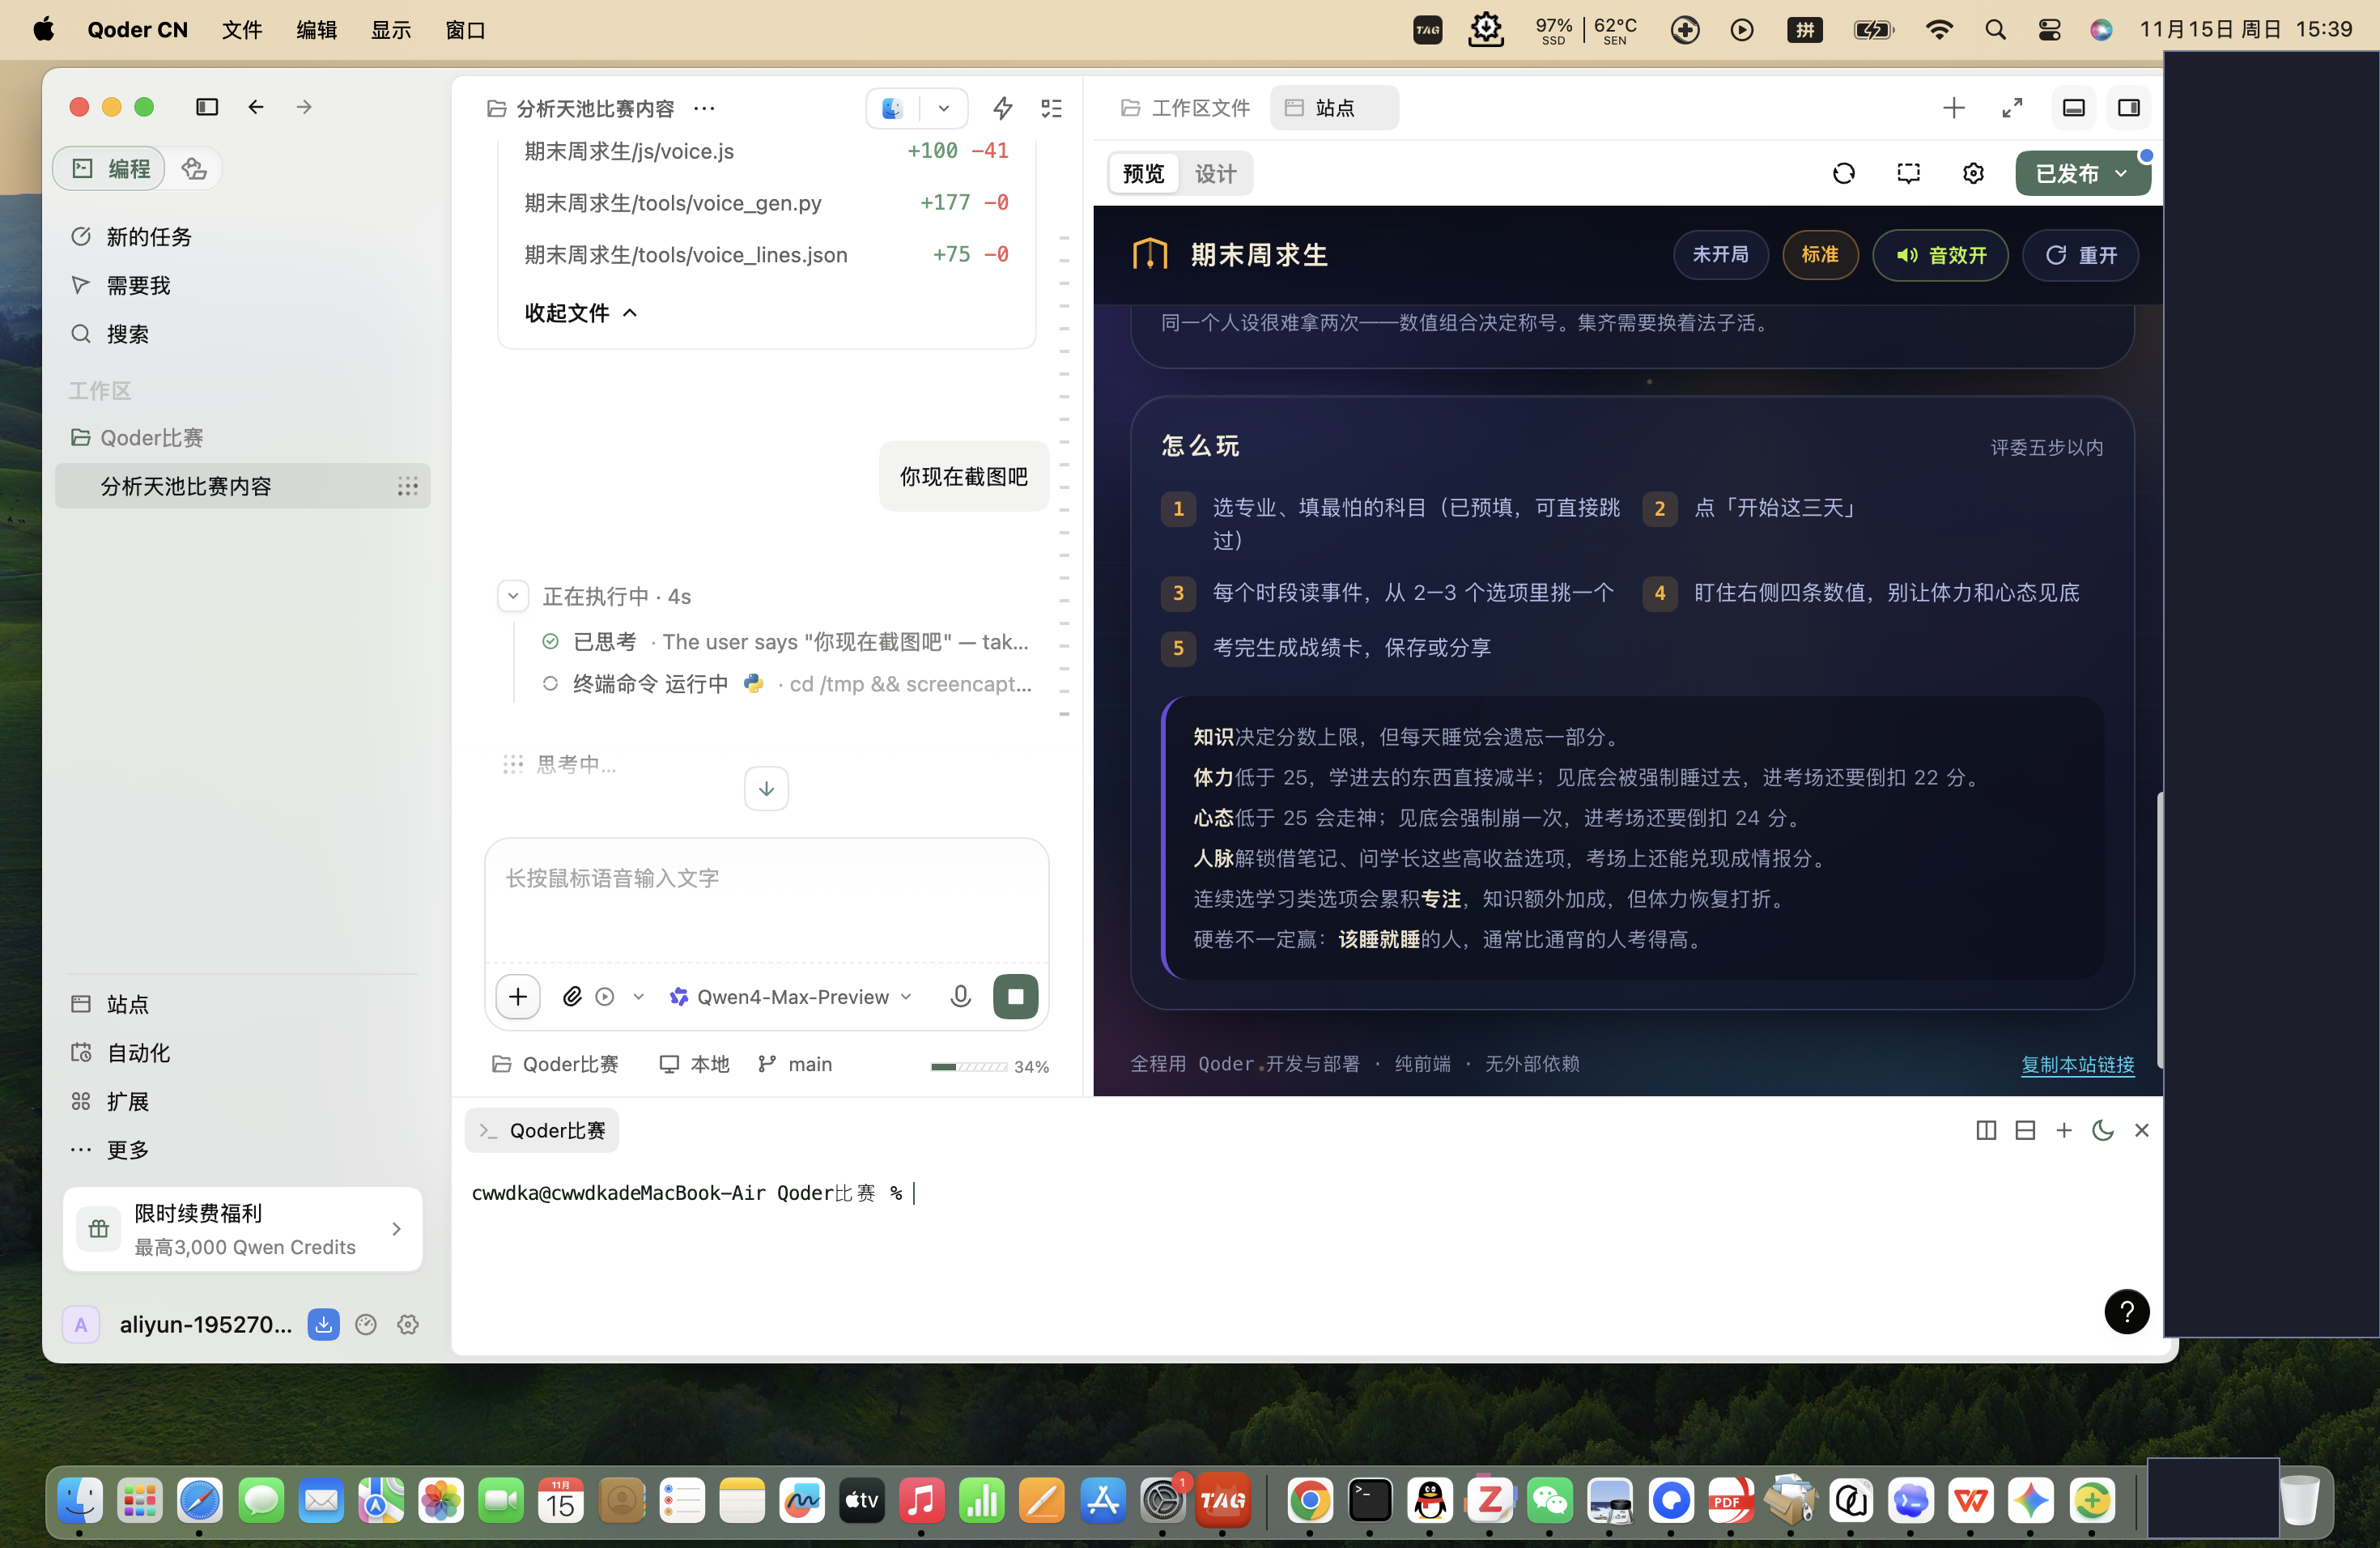 Qoder CN 文件 编辑 显示 窗口
TAG 97% SSD 62°C SEN 拼 11月15日 周日 15:39
编程
新的任务
需要我
搜索
工作区
Qoder比赛
分析天池比赛内容
站点
自动化
扩展
更多
限时续费福利
最高3,000 Qwen Credits
A aliyun-195270...
分析天池比赛内容 ···
期末周求生/js/voice.js +100 -41
期末周求生/tools/voice_gen.py +177 -0
期末周求生/tools/voice_lines.json +75 -0
收起文件
你现在截图吧
正在执行中 · 4s
已思考 · The user says "你现在截图吧" — tak...
终端命令 运行中 · cd /tmp && screencapt...
思考中...
长按鼠标语音输入文字
Qwen4-Max-Preview
Qoder比赛 本地 main 34%
工作区文件 站点
预览 设计 已发布
期末周求生 未开局 标准 音效开 重开
同一个人设很难拿两次——数值组合决定称号。集齐需要换着法子活。
怎么玩 评委五步以内
1 选专业、填最怕的科目（已预填，可直接跳过）
2 点「开始这三天」
3 每个时段读事件，从 2—3 个选项里挑一个
4 盯住右侧四条数值，别让体力和心态见底
5 考完生成战绩卡，保存或分享
知识决定分数上限，但每天睡觉会遗忘一部分。
体力低于 25，学进去的东西直接减半；见底会被强制睡过去，进考场还要倒扣 22 分。
心态低于 25 会走神；见底会强制崩一次，进考场还要倒扣 24 分。
人脉解锁借笔记、问学长这些高收益选项，考场上还能兑现成情报分。
连续选学习类选项会累积专注，知识额外加成，但体力恢复打折。
硬卷不一定赢：该睡就睡的人，通常比通宵的人考得高。
全程用 Qoder 开发与部署 · 纯前端 · 无外部依赖 复制本站链接
Qoder比赛
cwwdka@cwwdkadeMacBook-Air Qoder比赛 %
?
11月
15
tv
1
TAG
Z
PDF
W